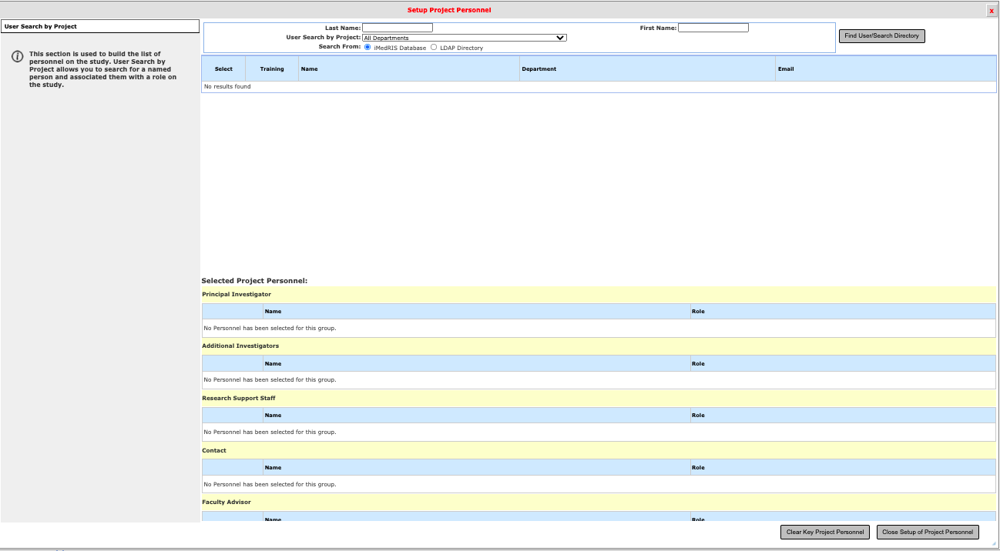 Setup Project Personnel
x
User Search by Project
This section is used to build the list of
personnel on the study. User Search by
Project allows you to search for a named
person and associated them with a role on
the study.
Last Name: First Name:
User Search by Project: All Departments
Search From: iMedRIS Database LDAP Directory
Find User/Search Directory
Select Training Name Department Email
No results found
Selected Project Personnel:
Principal Investigator
Name Role
No Personnel has been selected for this group.
Additional Investigators
Name Role
No Personnel has been selected for this group.
Research Support Staff
Name Role
No Personnel has been selected for this group.
Contact
Name Role
No Personnel has been selected for this group.
Faculty Advisor
Name Role
Clear Key Project Personnel Close Setup of Project Personnel